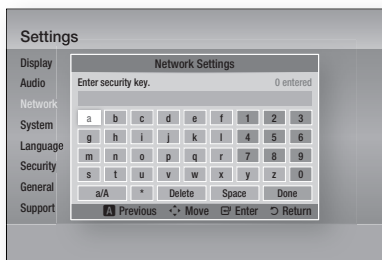 Settings
Display
Audio
Network
System
Language
Security
General
Support
Network Settings
Enter security key. 0 entered
a b c d e f 1 2 3
g h i j k l 4 5 6
m n o p q r 7 8 9
s t u v w x y z 0
a/A * Delete Space Done
A Previous Move Enter Return